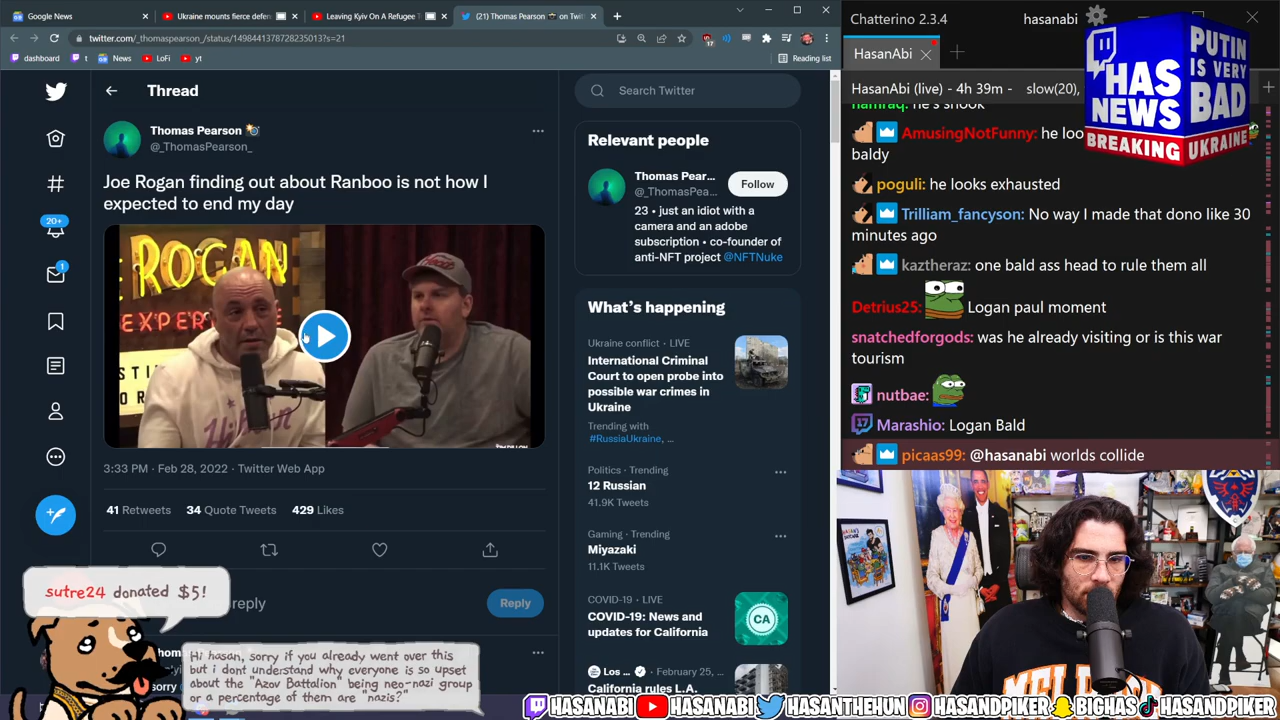 Google News
Ukraine mounts fierce defen
Leaving Kyiv On A Refugee T
(21) Thomas Pearson
on Twit
twitter.com/_thomaspearson_/status/1498441378728235013?s=21
Reading list
dashboard
t
News
LoFi
yt
Thread
Thomas Pearson
@_ThomasPearson_
Joe Rogan finding out about Ranboo is not how I
expected to end my day
ROGAN
EXPER
3:33 PM · Feb 28, 2022 · Twitter Web App
41 Retweets 34 Quote Tweets 429 Likes
20+
1
reply
Reply
sutre24 donated $5!
Hi hasan, sorry if you already went over this
but i dont understand why everyone is so upset
about the "Azov Battalion" being neo-nazi group
or a percentage of them are "nazis?"
Search Twitter
Relevant people
Thomas Pear...
@_ThomasPea...
Follow
23 • just an idiot with a
camera and an adobe
subscription • co-founder of
anti-NFT project @NFTNuke
What's happening
Ukraine conflict · LIVE
International Criminal
Court to open probe into
possible war crimes in
Ukraine
Trending with
#RussiaUkraine, ...
Politics · Trending
12 Russian
41.9K Tweets
Gaming · Trending
Miyazaki
11.1K Tweets
COVID-19 · LIVE
COVID-19: News and
updates for California
CA
Los ...
February 25, ...
California rules L.A.
Chatterino 2.3.4
hasanabi
HasanAbi
HasanAbi (live) - 4h 39m -
slow(20),
HAS
NEWS
PUTIN
IS VERY
BAD
BREAKING
UKRAINE
namraq: he's shook
AmusingNotFunny: he loo
baldy
poguli: he looks exhausted
Trilliam_fancyson: No way I made that dono like 30
minutes ago
kaztheraz: one bald ass head to rule them all
Detrius25: Logan paul moment
snatchedforgods: was he already visiting or is this war
tourism
nutbae:
Marashio: Logan Bald
picaas99: @hasanabi worlds collide
HASANABI HASANABI HASANTHEHUN HASANDPIKER BIGHAS HASANDPIKER